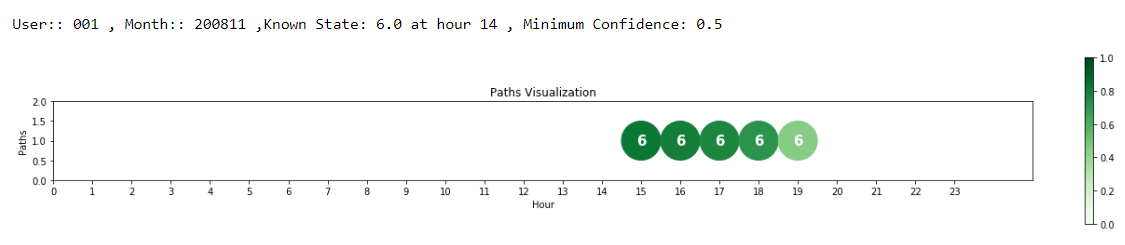 User:: 001 , Month:: 200811 ,Known State: 6.0 at hour 14 , Minimum Confidence: 0.5
Paths Visualization
Paths
2.0
1.5
1.0
0.5
0.0
6 6 6 6 6
0 1 2 3 4 5 6 7 8 9 10 11 12 13 14 15 16 17 18 19 20 21 22 23
Hour
1.0
0.8
0.6
0.4
0.2
0.0